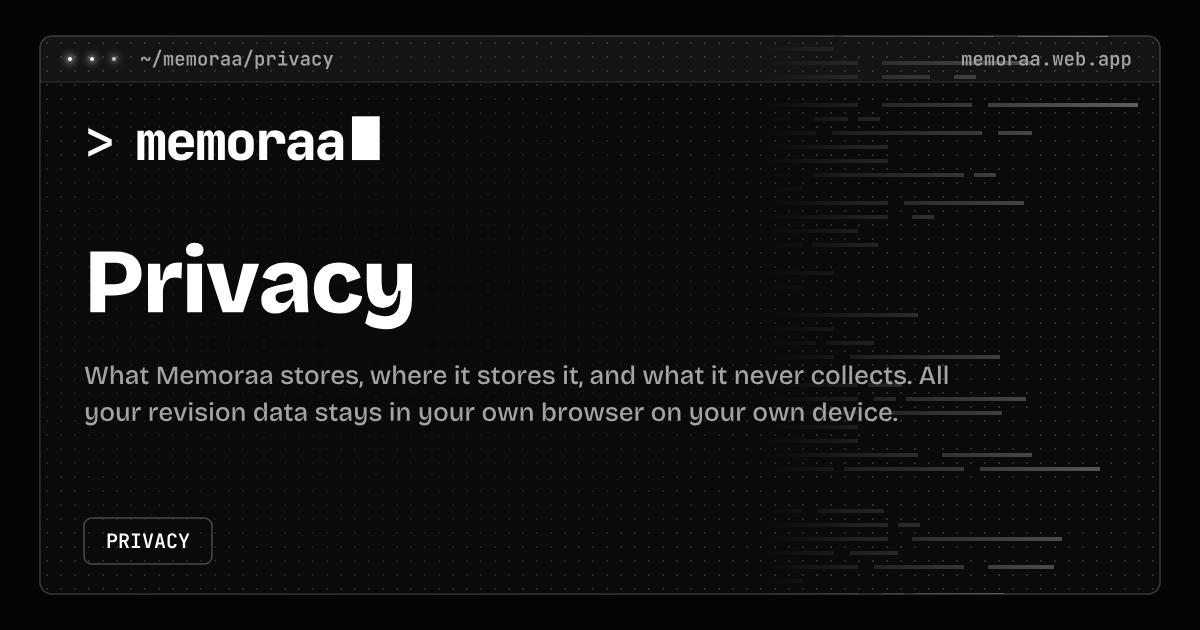 ~/memoraa/privacy
memoraa.web.app
> memoraa
Privacy
What Memoraa stores, where it stores it, and what it never collects. All
your revision data stays in your own browser on your own device.
PRIVACY